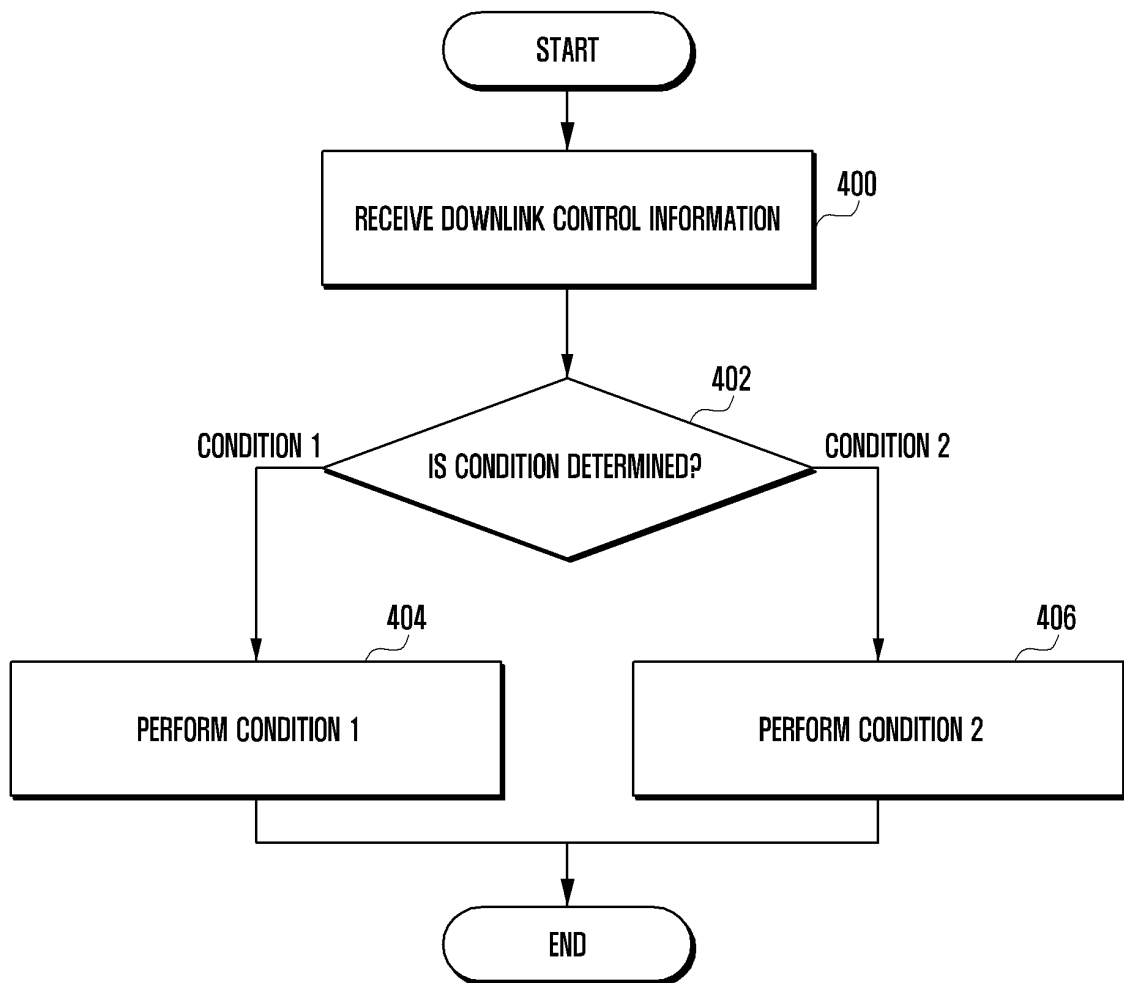 START
RECEIVE DOWNLINK CONTROL INFORMATION
400
402
CONDITION 1
IS CONDITION DETERMINED?
CONDITION 2
404
406
PERFORM CONDITION 1
PERFORM CONDITION 2
END